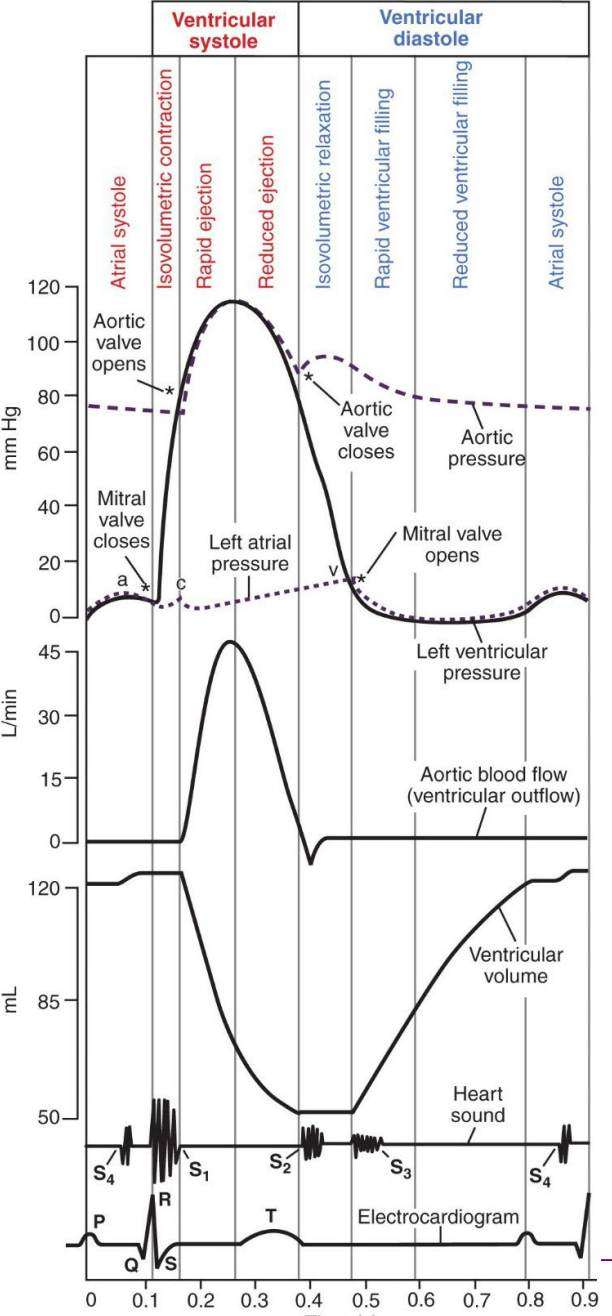 Ventricular
systole
Ventricular
diastole
Atrial systole
Isovolumetric contraction
Rapid ejection
Reduced ejection
Isovolumetric relaxation
Rapid ventricular filling
Reduced ventricular filling
Atrial systole
mm Hg
120
100
80
60
40
20
0
Aortic
valve
opens
*
*
Aortic
valve
closes
Aortic
pressure
Mitral
valve
closes
a
*
c
Left atrial
pressure
v
*
Mitral valve
opens
Left ventricular
pressure
L/min
45
30
15
0
Aortic blood flow
(ventricular outflow)
mL
120
85
50
Ventricular
volume
Heart
sound
S4
S1
S2
S3
S4
P
R
Q
S
T
Electrocardiogram
0 0.1 0.2 0.3 0.4 0.5 0.6 0.7 0.8 0.9